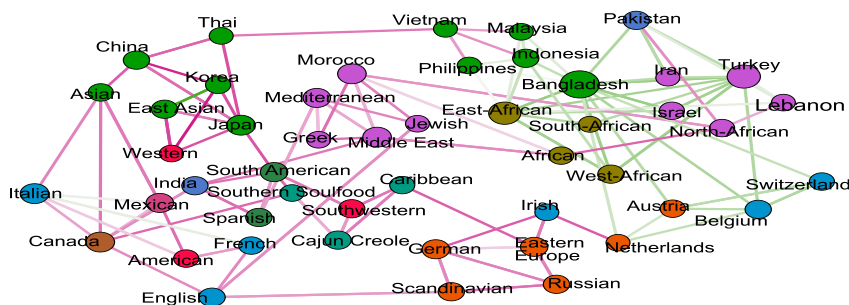 Thai
Vietnam
Malaysia
Pakistan
China
Indonesia
Morocco
Korea
Philippines
Bangladesh
Iran
Turkey
Asian
Mediterranean
East Asian
East-African
Israel
Lebanon
Japan
Greek
Jewish
South-African
North-African
Middle East
Western
African
South American
India
Southern Soulfood
Caribbean
West-African
Switzerland
Italian
Mexican
Spanish
Southwestern
Irish
Austria
Belgium
Canada
French
Cajun Creole
German
Eastern
Europe
Netherlands
American
English
Scandinavian
Russian